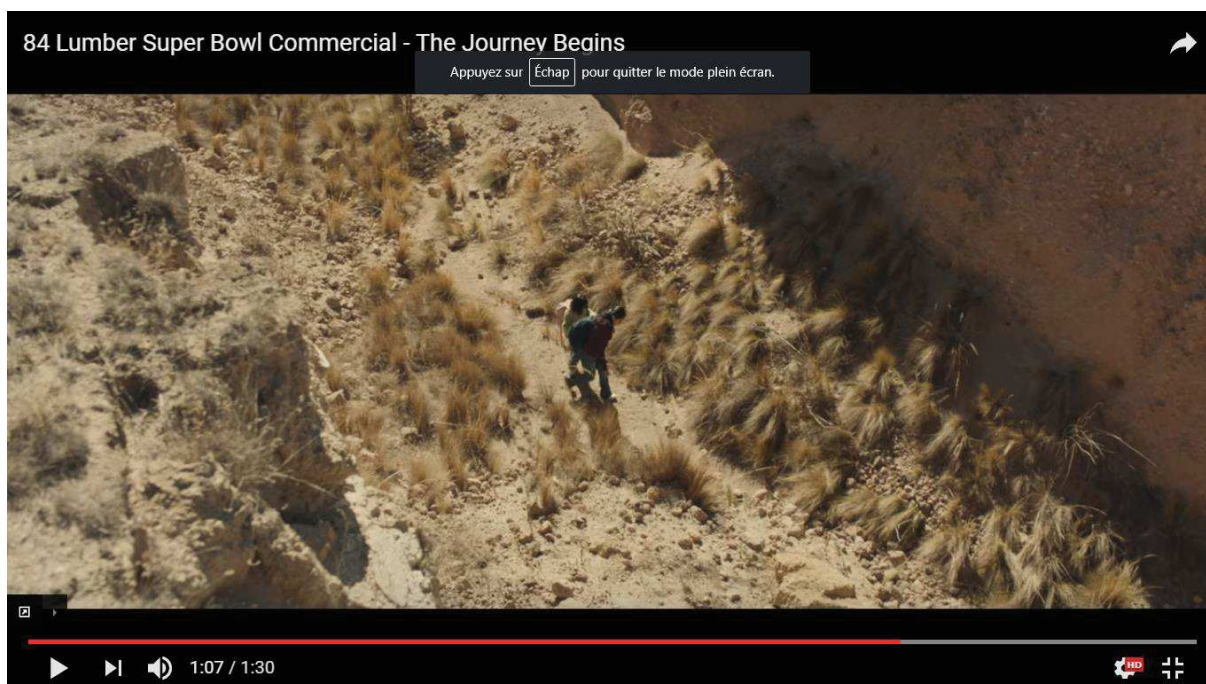 84 Lumber Super Bowl Commercial - The Journey Begins
Appuyez sur Échap pour quitter le mode plein écran.
1:07 / 1:30
HD